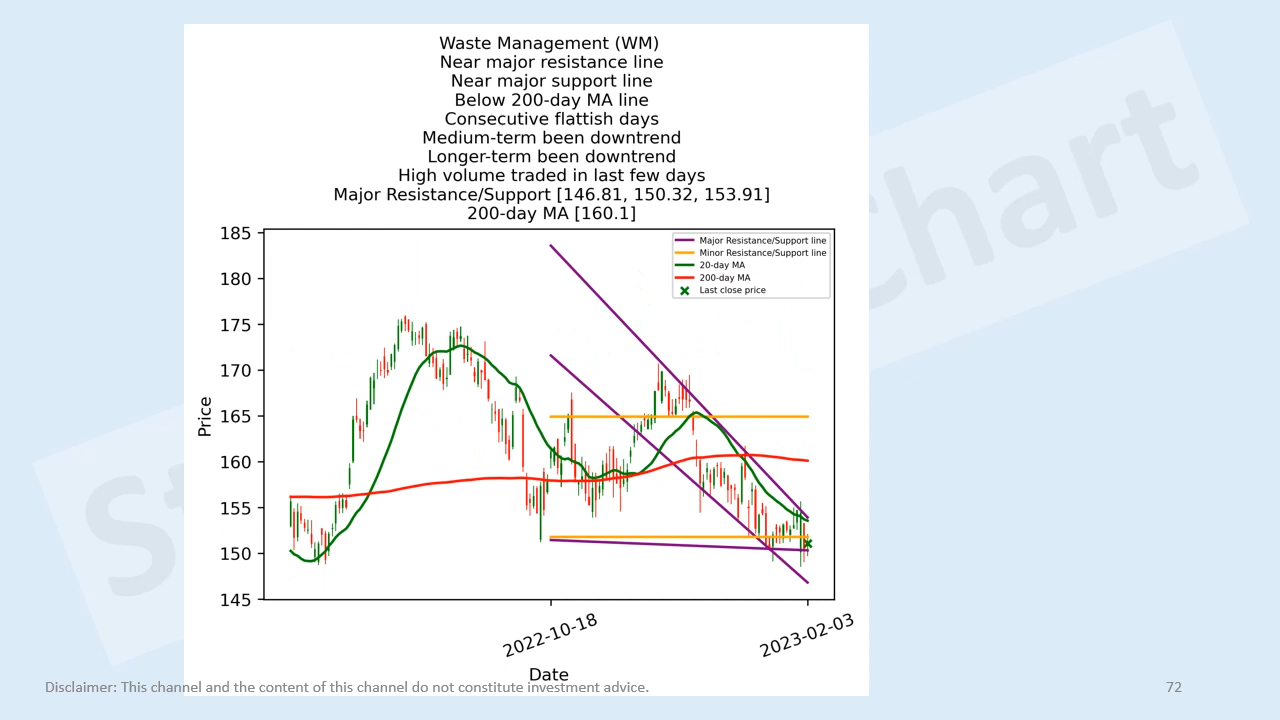 Waste Management (WM)
Near major resistance line
Near major support line
Below 200-day MA line
Consecutive flattish days
Medium-term been downtrend
Longer-term been downtrend
High volume traded in last few days
Major Resistance/Support [146.81, 150.32, 153.91]
200-day MA [160.1]
Major Resistance/Support line
Minor Resistance/Support line
20-day MA
200-day MA
Last close price
185
180
175
170
165
160
155
150
145
Price
2022-10-18
2023-02-03
Date
Disclaimer: This channel and the content of this channel do not constitute investment advice.
72
St
chart